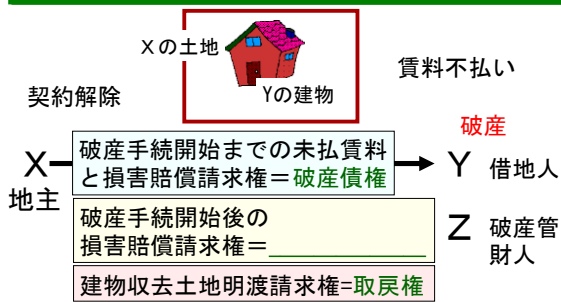 Xの土地
Yの建物
賃料不払い
契約解除
破産
X
地主
破産手続開始までの未払賃料
と損害賠償請求権＝破産債権
Y 借地人
破産手続開始後の
損害賠償請求権＝＿＿＿＿＿＿＿
Z 破産管
財人
建物収去土地明渡請求権=取戻権